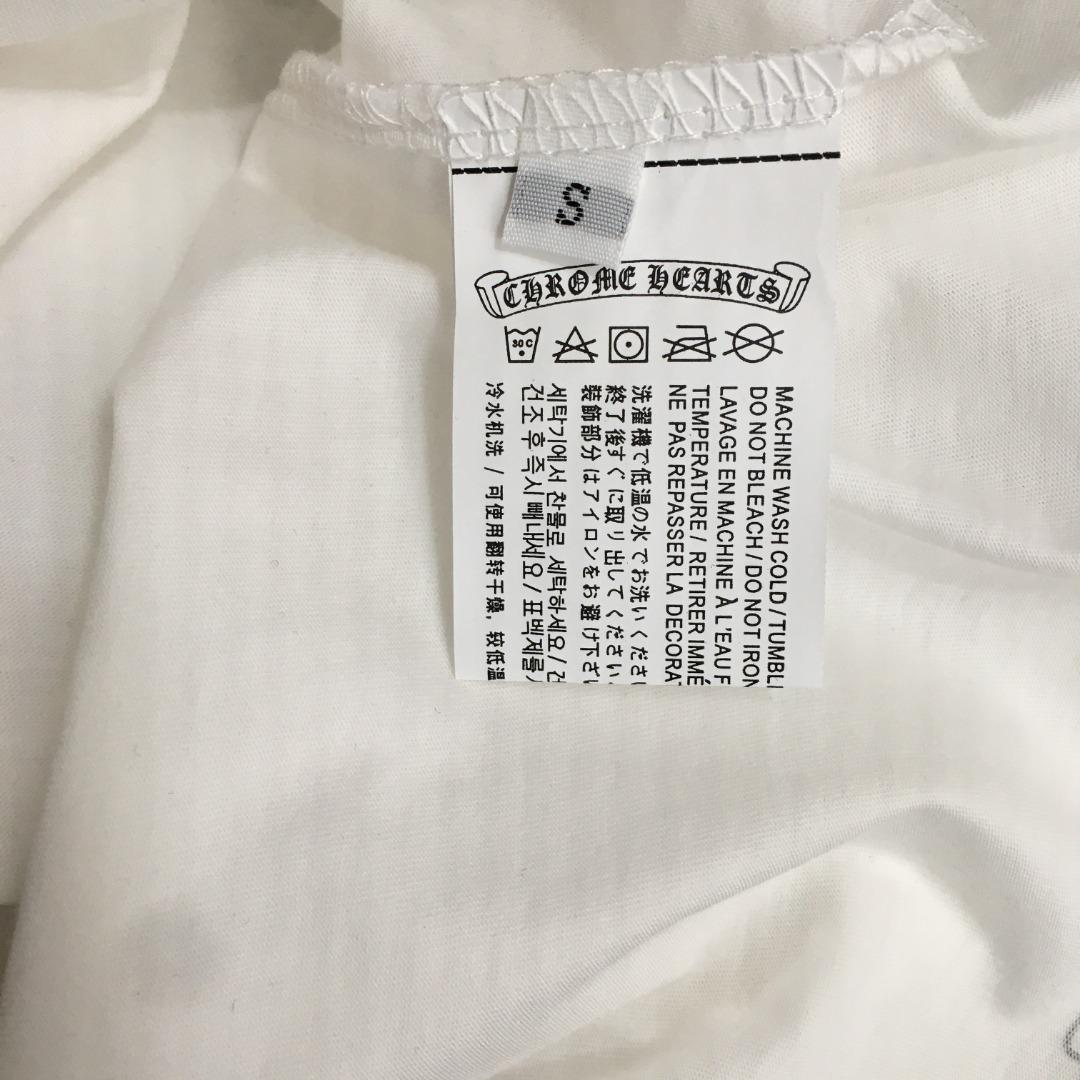 S
CHROME HEARTS
30 C
MACHINE WASH COLD / TUMBL
DO NOT BLEACH / DO NOT IRON
LAVAGE EN MACHINE À L'EAU F
TEMPERATURE / RETIRER IMMÉ
NE PAS REPASSER LA DECORAT
洗濯機で低温の水でお洗いくださ
終了後すぐに取り出してください
装飾部分はアイロンをお避け下さ
세탁기에서 찬물로 세탁하세요 / 건
건조 후 즉시 빼내세요 / 표백제를
冷水机洗 / 可使用翻转干燥, 较低温